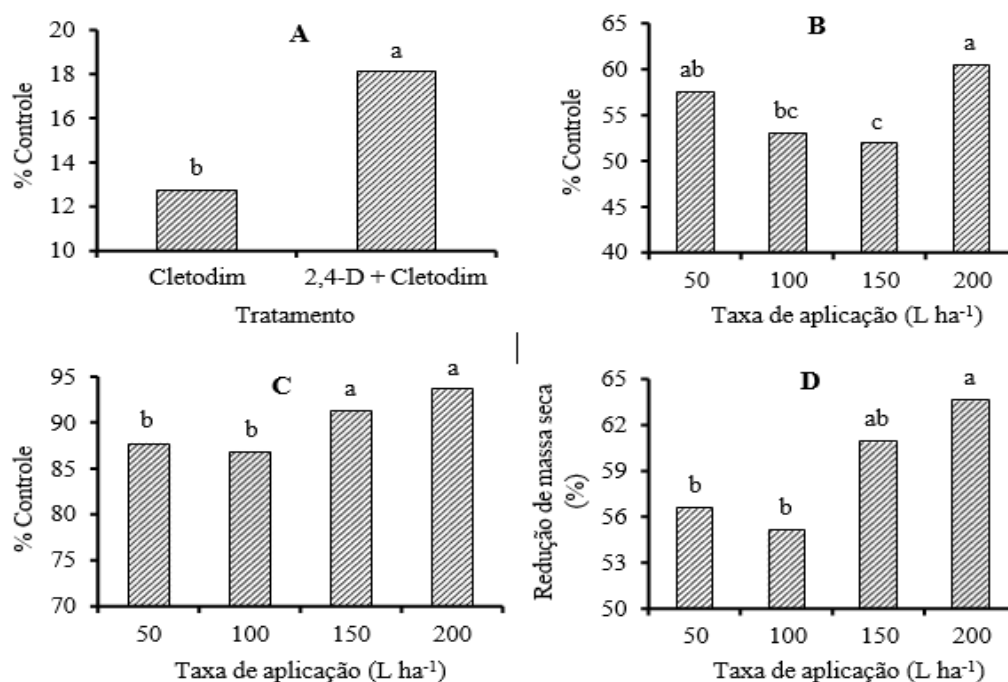 A
% Controle
20
18
16
14
12
10
b
a
Cletodim
2,4-D + Cletodim
Tratamento
B
% Controle
65
60
55
50
45
40
ab
bc
c
a
50 100 150 200
Taxa de aplicação (L ha⁻¹)
C
% Controle
95
90
85
80
75
70
b
b
a
a
50 100 150 200
Taxa de aplicação (L ha⁻¹)
D
Redução de massa seca
(%)
65
62
59
56
53
50
b
b
ab
a
50 100 150 200
Taxa de aplicação (L ha⁻¹)